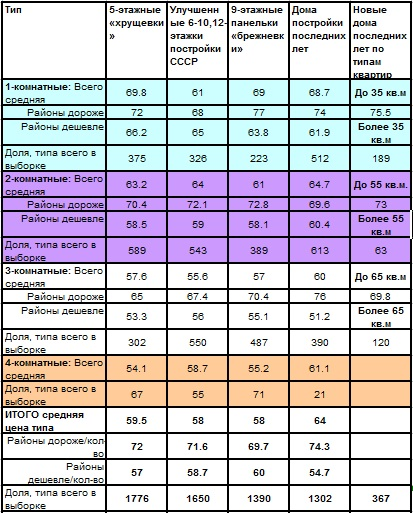 Тип 5-этажные «хрущевки» Улучшенные 6-10,12-этажки постройки СССР 9-этажные панельки «брежневки» Дома постройки последних лет Новые дома последних лет по типам квартир
1-комнатные: Всего средняя 69.8 61 69 68.7 До 35 кв.м
Районы дороже 72 68 77 74 75.5
Районы дешевле 66.2 65 63.8 61.9 Более 35 кв.м
Доля, типа всего в выборке 375 326 223 512 189
2-комнатные: Всего средняя 63.2 64 61 64.7 До 55 кв.м.
Районы дороже 70.4 72.1 72.8 69.6 73
Районы дешевле 58.5 59 58.1 60.4 Более 55 кв.м
Доля, типа всего в выборке 589 543 389 613 63
3-комнатные: Всего средняя 57.6 55.6 57 60 До 65 кв.м
Районы дороже 65 67.4 70.4 76 69.8
Районы дешевле 53.3 56 55.1 51.2 Более 65 кв.м
Доля, типа всего в выборке 302 550 487 390 120
4-комнатные: Всего средняя 54.1 58.7 55.2 61.1
Доля, типа всего в выборке 67 55 71 21
ИТОГО средняя цена типа 59.5 58 58 64
Районы дороже/кол-во 72 71.6 69.7 74.3
Районы дешевле/кол-во 57 58.7 60 54.7
Доля, типа всего в выборке 1776 1650 1390 1302 367